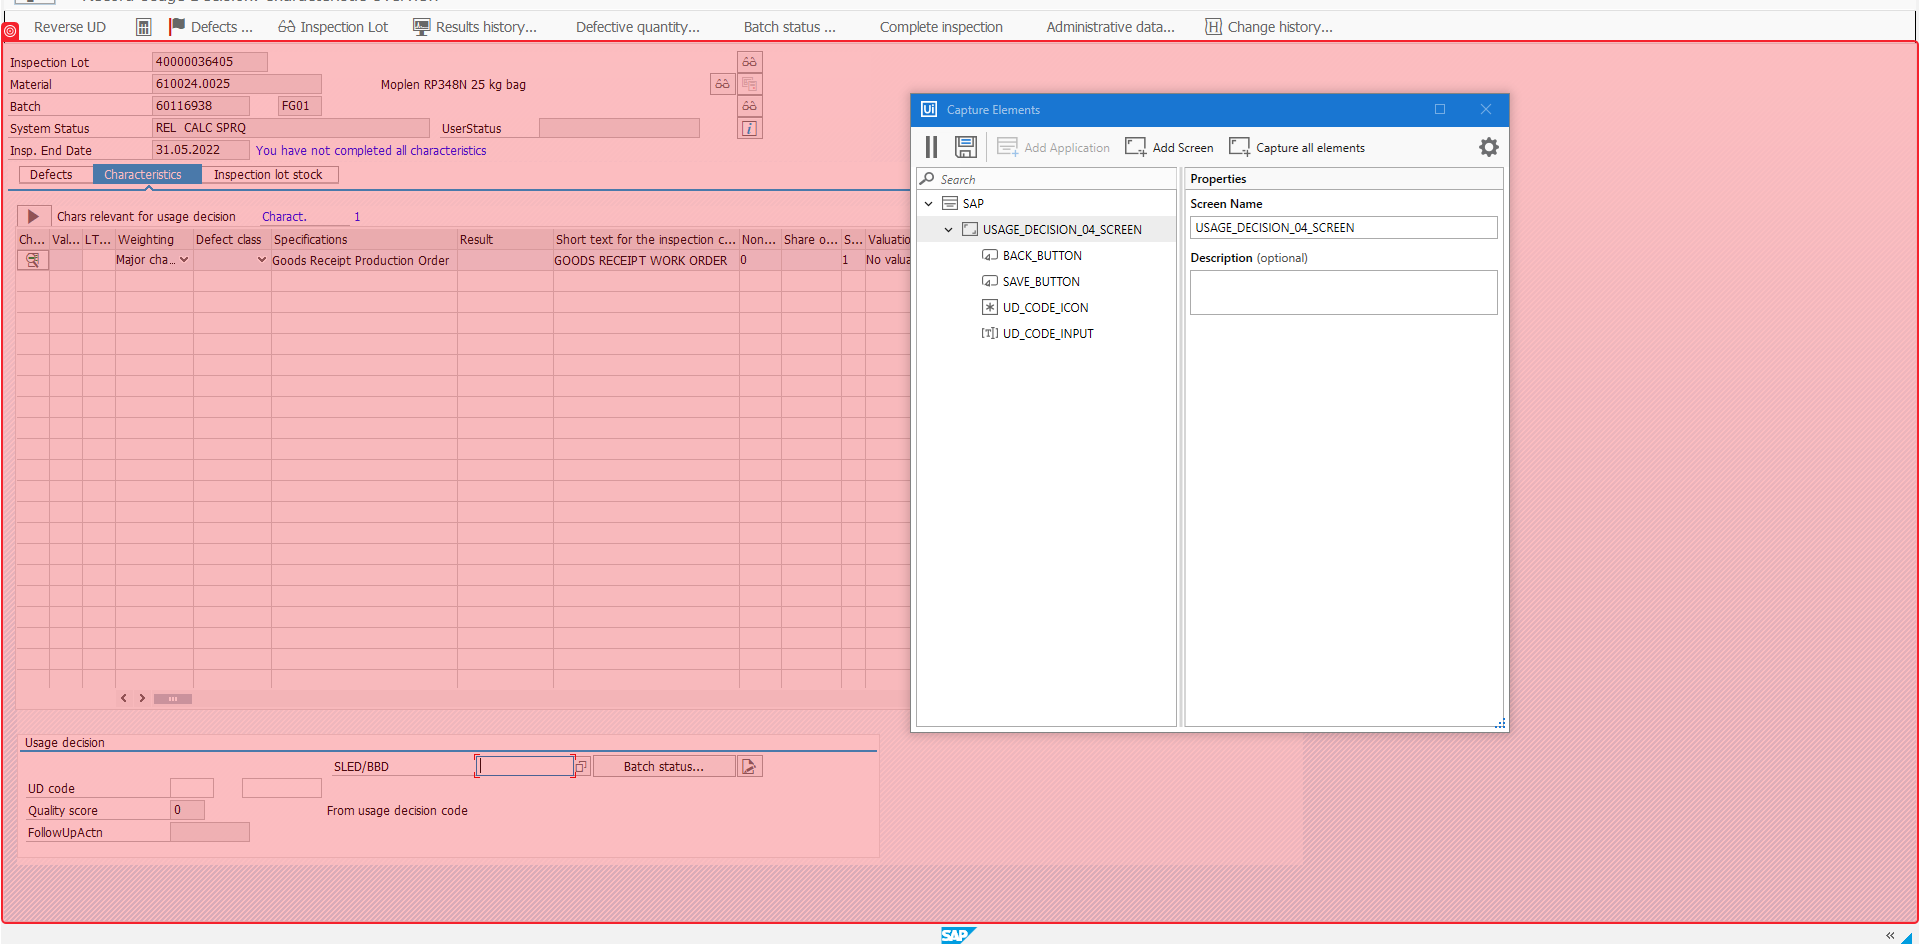 Reverse UD Defects ... Inspection Lot Results history... Defective quantity... Batch status ... Complete inspection Administrative data... Change history...
Inspection Lot 40000036405
Material 610024.0025 Moplen RP348N 25 kg bag
Batch 60116938 FG01
System Status REL CALC SPRQ UserStatus
Insp. End Date 31.05.2022 You have not completed all characteristics
Defects Characteristics Inspection lot stock
Chars relevant for usage decision Charact. 1
Ch... Val... LT... Weighting Defect class Specifications Result Short text for the inspection c... Non... Share o... S... Valuatio
Major cha... Goods Receipt Production Order GOODS RECEIPT WORK ORDER 0 1 No valua
Usage decision
SLED/BBD Batch status...
UD code
Quality score 0 From usage decision code
FollowUpActn
Ui Capture Elements
Add Application Add Screen Capture all elements
Search
SAP
USAGE_DECISION_04_SCREEN
BACK_BUTTON
SAVE_BUTTON
UD_CODE_ICON
UD_CODE_INPUT
Properties
Screen Name
USAGE_DECISION_04_SCREEN
Description (optional)
SAP